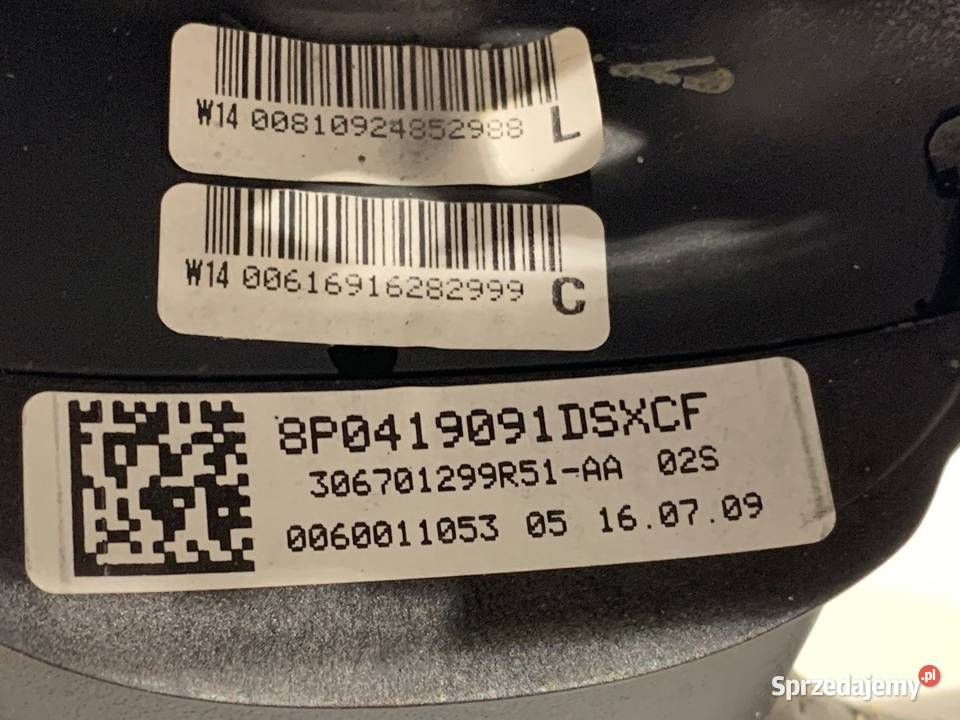 W14 00810924852988 L
W14 00616916282999 C
8P0419091DSXCF
306701299R51-AA 02S
0060011053 05 16.07.09
Sprzedajemy.pl